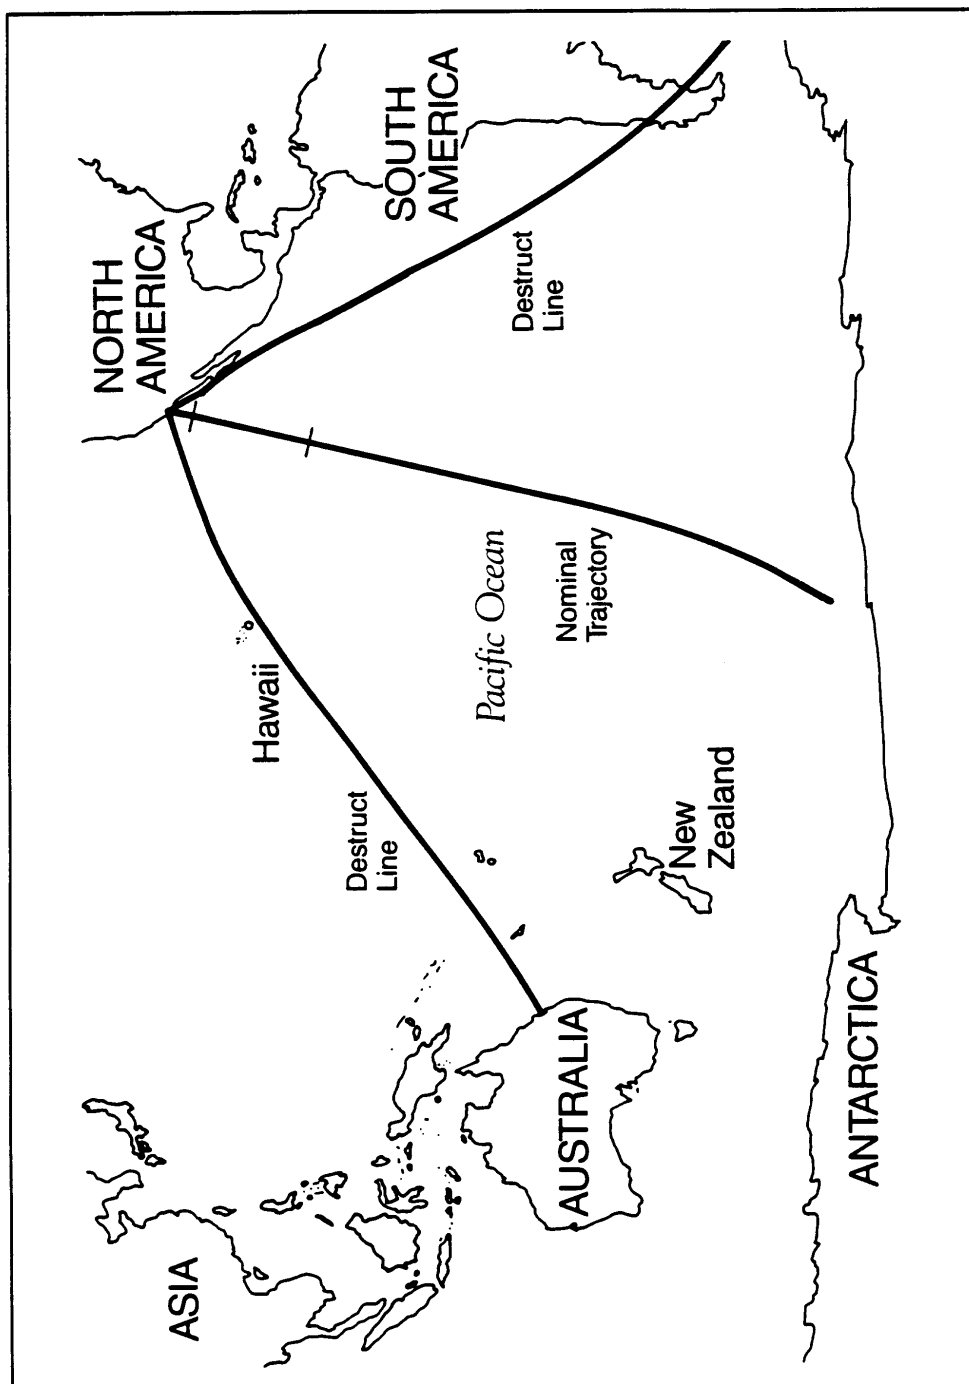 ASIA
NORTH
AMERICA
Hawaii
Destruct
Line
SOUTH
AMERICA
Pacific Ocean
Destruct
Line
Nominal
Trajectory
AUSTRALIA
New
Zealand
ANTARCTICA